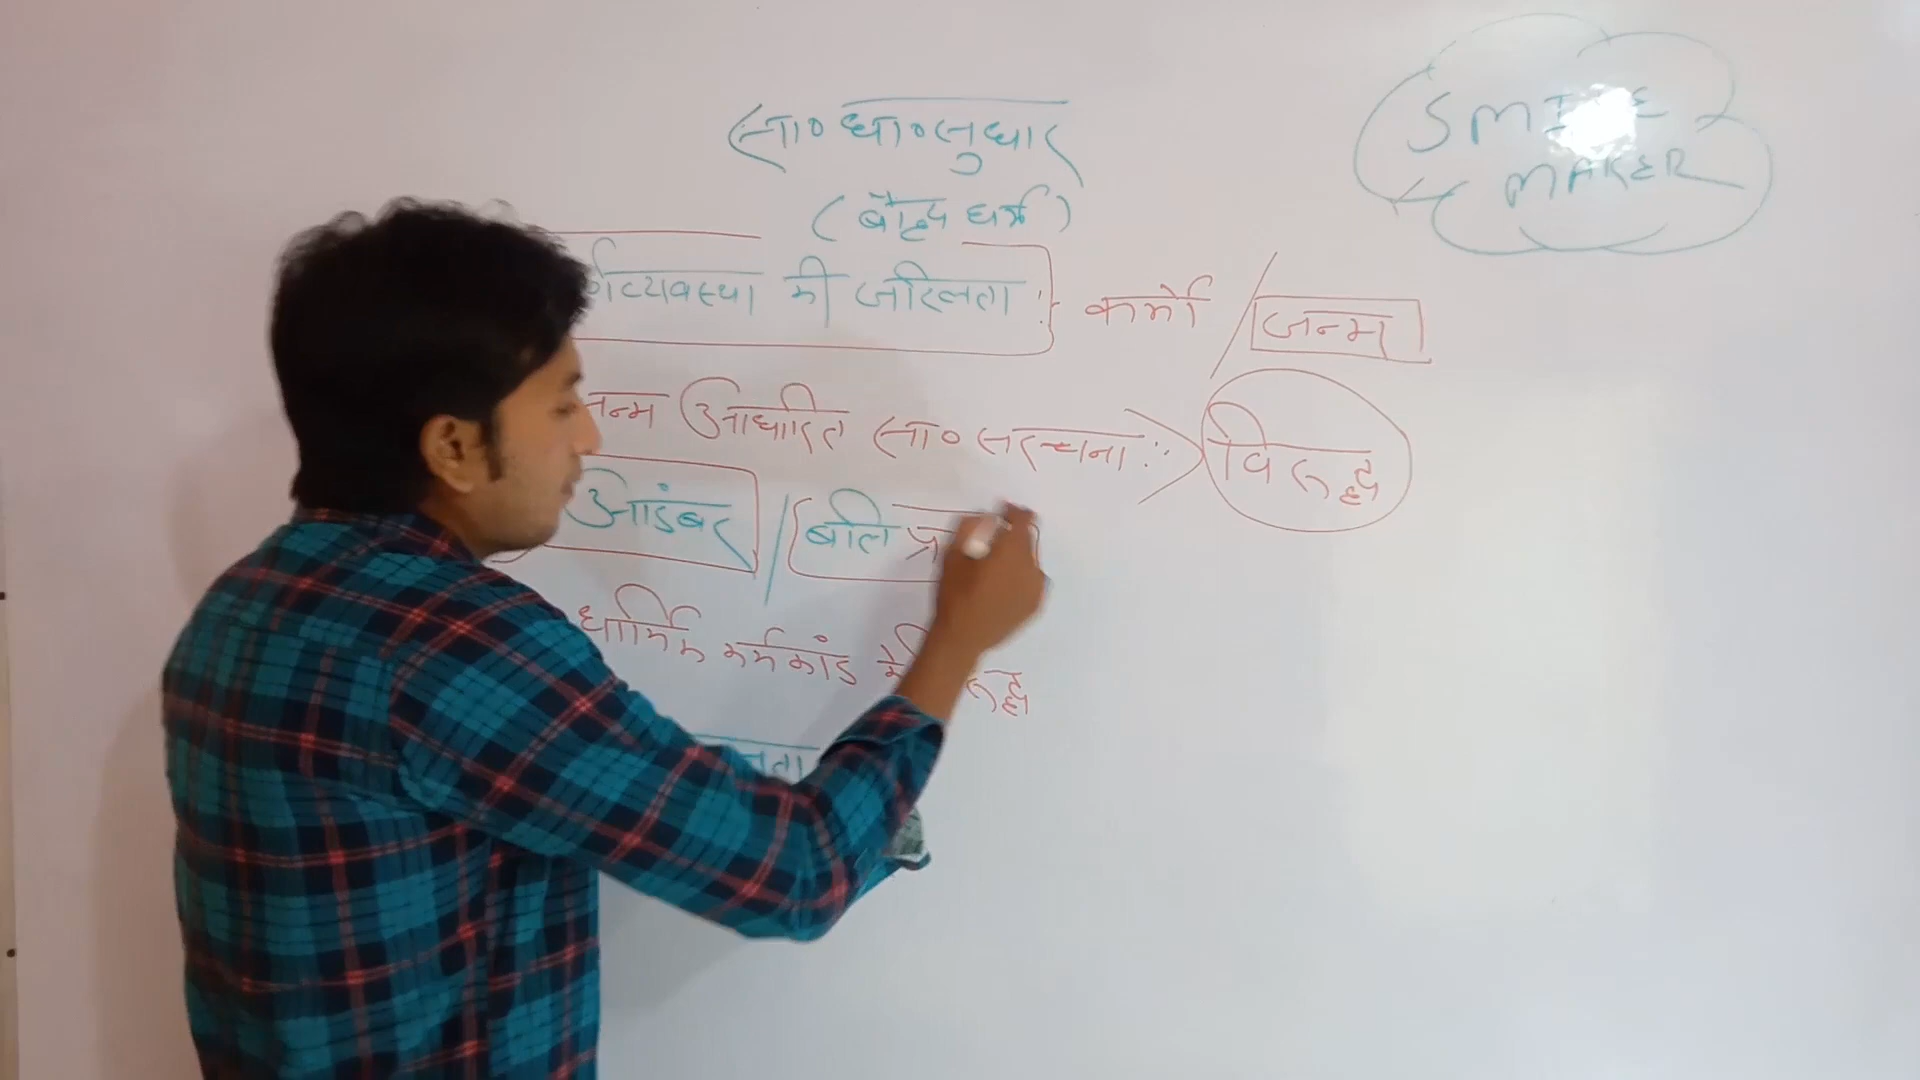 सा० धा० सुधार
(बौद्ध धर्म)
SMILE
MAKER
र्णव्यवस्था की जटिलता : कर्मो / जन्म
जन्म आधारित सा० संरचना : विरूद्ध
आडंबर / बलि
धार्मिक कर्मकांड के